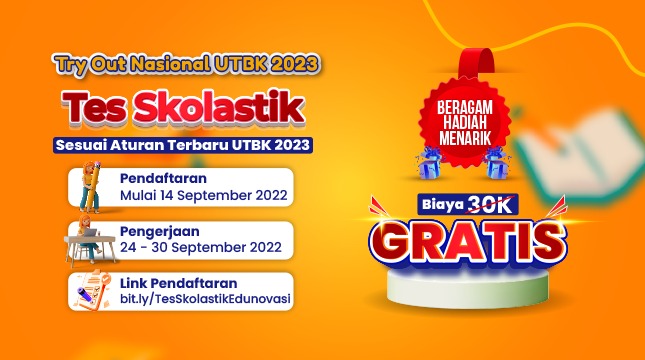 Try Out Nasional UTBK 2023
Tes Skolastik
Sesuai Aturan Terbaru UTBK 2023
Pendaftaran
Mulai 14 September 2022
Pengerjaan
24 - 30 September 2022
Link Pendaftaran
bit.ly/TesSkolastikEdunovasi
BERAGAM
HADIAH
MENARIK
Biaya 30K
GRATIS